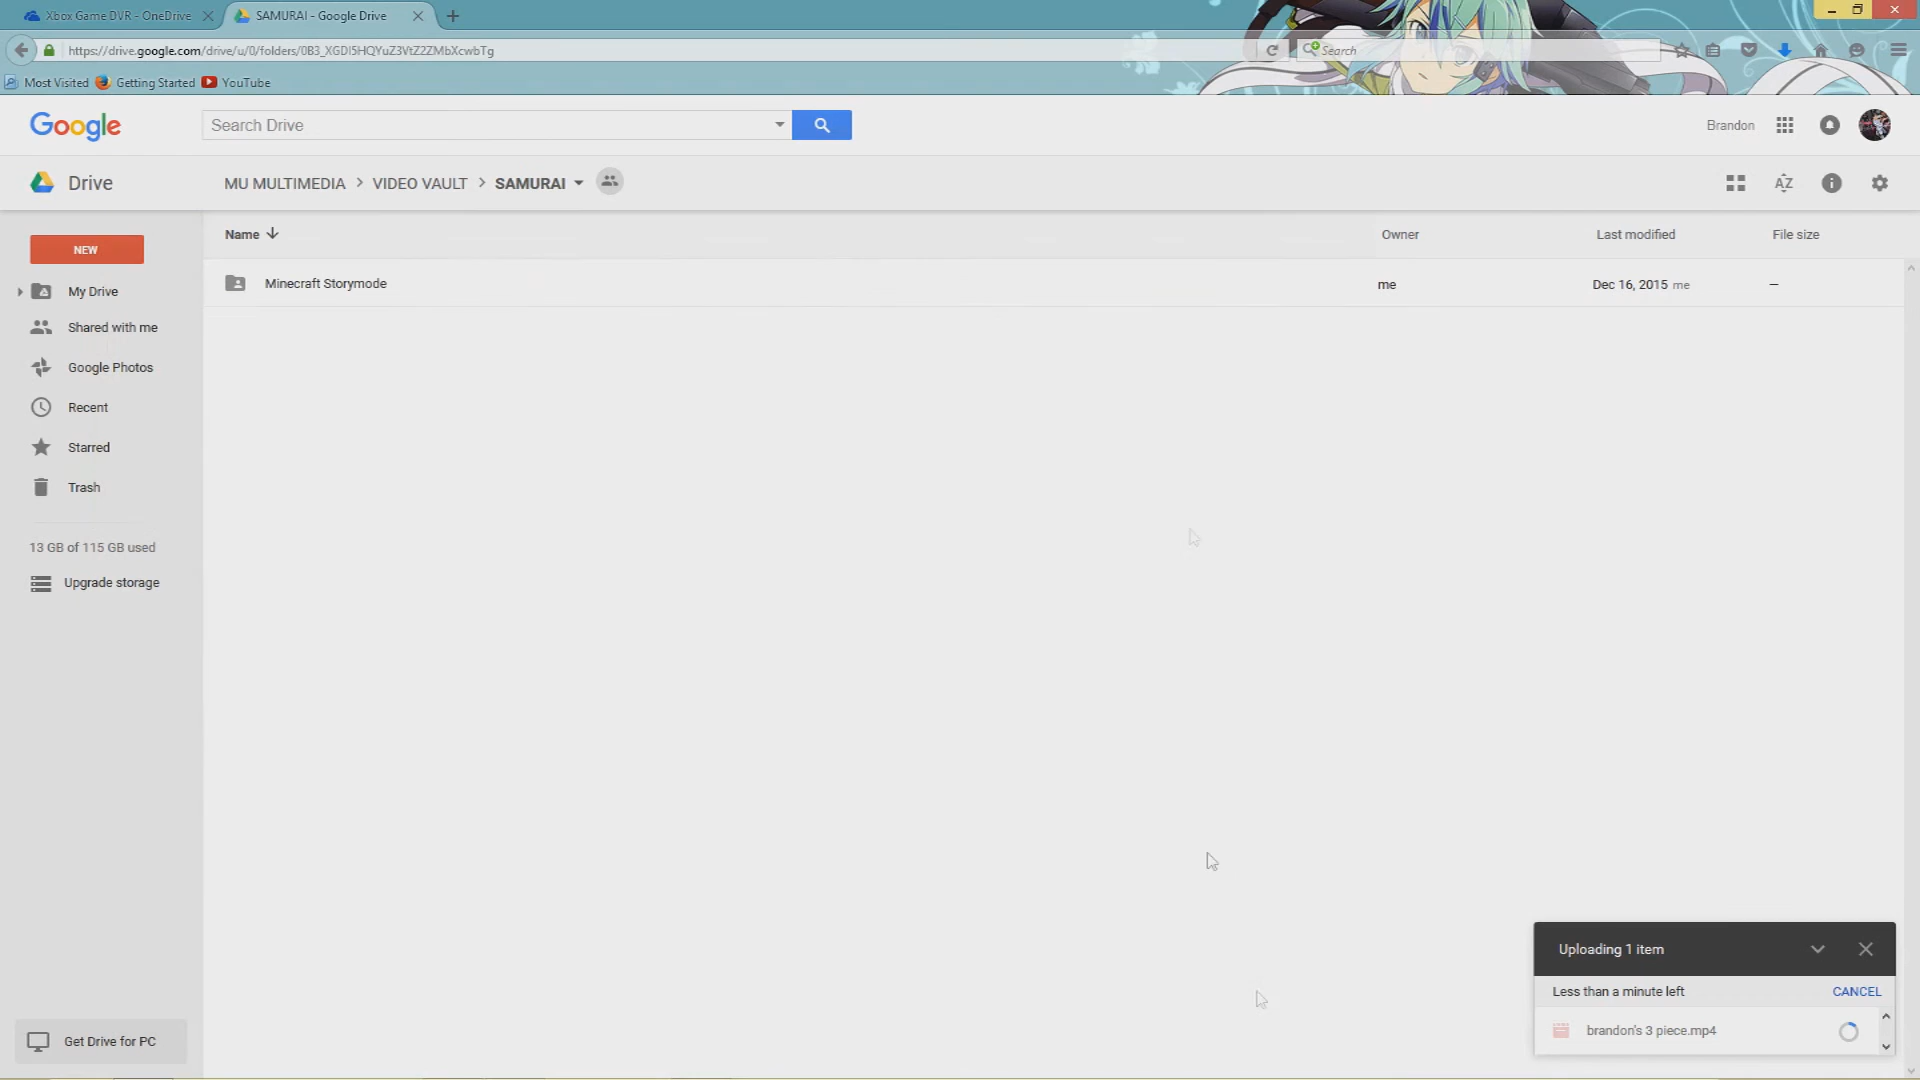 Xbox Game DVR - OneDrive
SAMURAI - Google Drive
https://drive.google.com/drive/u/0/folders/0B3_XGDI5HQYuZ3VtZ2ZMbXcwbTg
Search
Most Visited
Getting Started
YouTube
Google
Search Drive
Brandon
Drive
MU MULTIMEDIA > VIDEO VAULT > SAMURAI
AZ
NEW
Name
Owner
Last modified
File size
Minecraft Storymode
me
Dec 16, 2015 me
—
My Drive
Shared with me
Google Photos
Recent
Starred
Trash
13 GB of 115 GB used
Upgrade storage
Get Drive for PC
Uploading 1 item
Less than a minute left
CANCEL
brandon's 3 piece.mp4